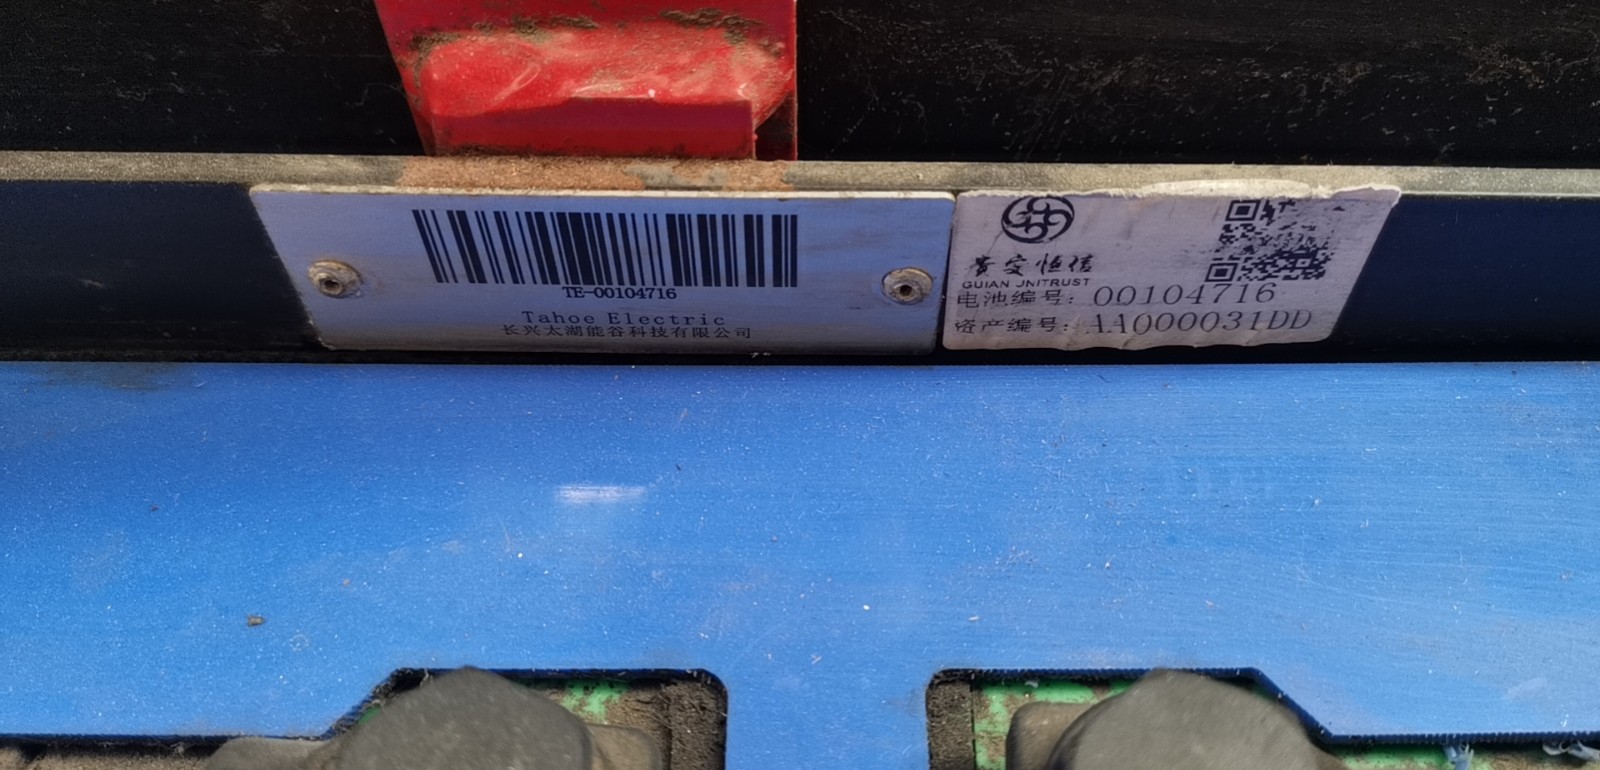 TE-00104716
Tahoe Electric
长兴太湖能谷科技有限公司
贵安恒信
GUIAN UNITRUST
电池编号: 00104716
资产编号: AA000031DD